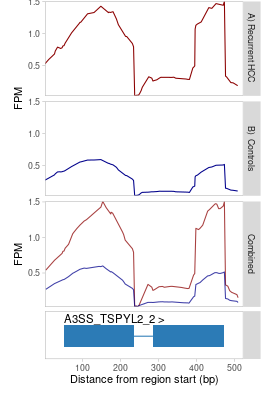 1.5
1.0
0.5
A) Recurrent HCC
FPM
1.5
1.0
0.5
B) Controls
1.5
1.0
0.5
Combined
FPM
A3SS_TSPYL2_2 >
100 200 300 400 500
Distance from region start (bp)